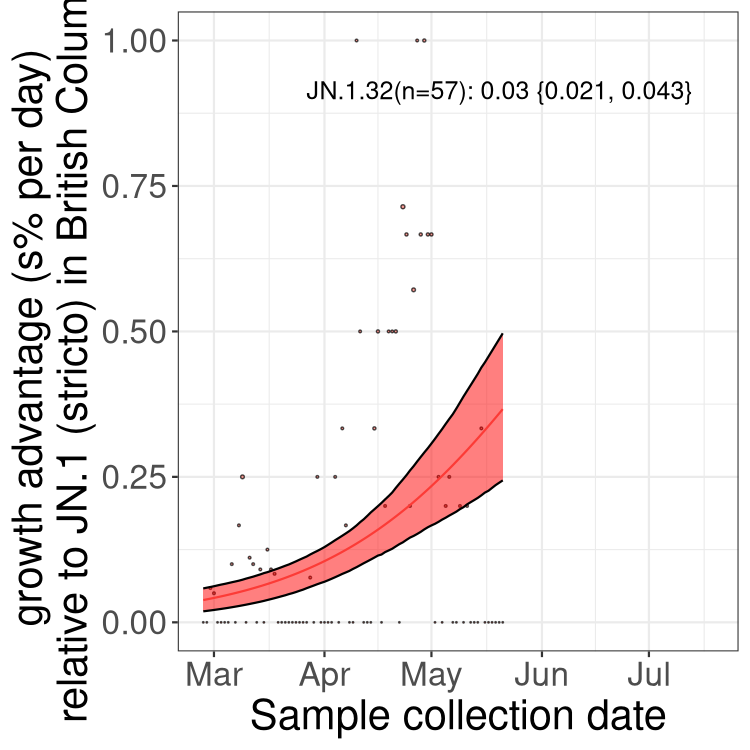 growth advantage (s% per day)
relative to JN.1 (stricto) in British Colum
1.00
0.75
0.50
0.25
0.00
JN.1.32(n=57): 0.03 {0.021, 0.043}
Mar Apr May Jun Jul
Sample collection date